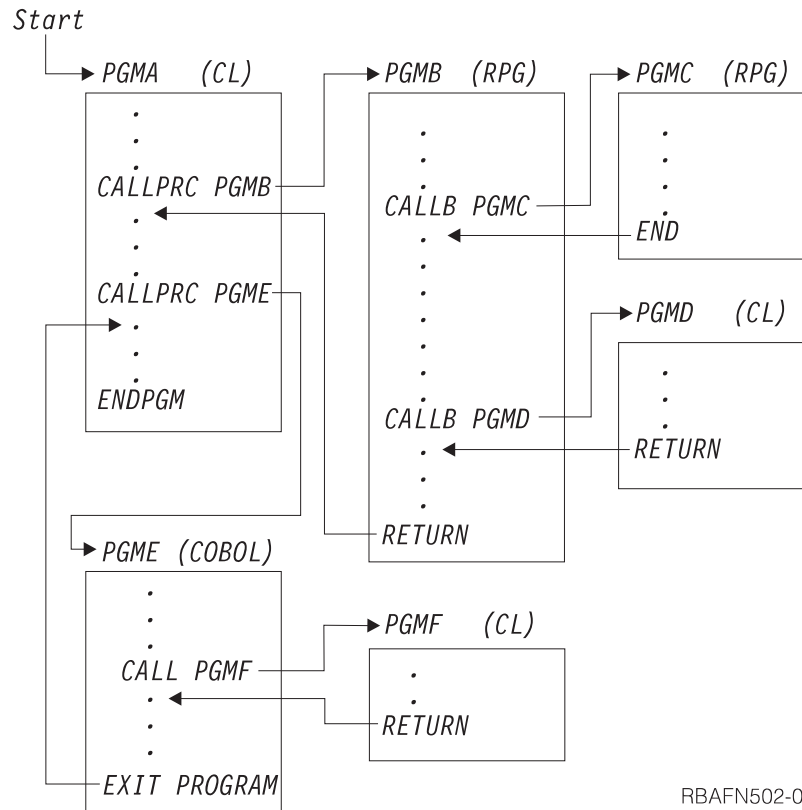 Start
PGMA (CL)
.
.
.
CALLPRC PGMB
.
.
.
CALLPRC PGME
.
.
.
ENDPGM
PGMB (RPG)
.
.
.
CALLB PGMC
.
.
.
.
.
.
CALLB PGMD
.
.
.
RETURN
PGMC (RPG)
.
.
.
.
END
PGMD (CL)
.
.
.
RETURN
PGME (COBOL)
.
.
.
CALL PGMF
.
.
.
EXIT PROGRAM
PGMF (CL)
.
.
RETURN
RBAFN502-0